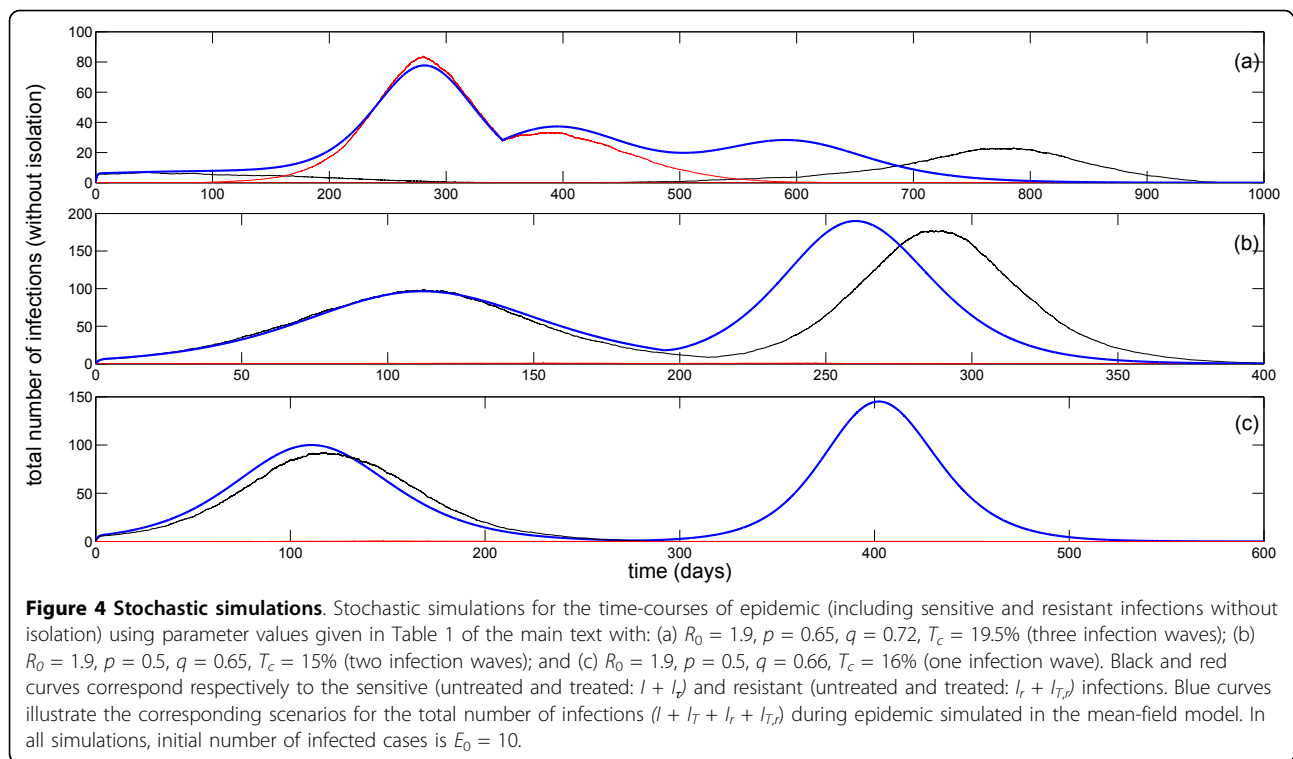 100
80
60
40
20
0
0 100 200 300 400 500 600 700 800 900 1000
(a)
total number of infections (without isolation)
200
150
100
50
0
0 50 100 150 200 250 300 350 400
(b)
150
100
50
0
0 100 200 300 400 500 600
(c)
time (days)
Figure 4 Stochastic simulations. Stochastic simulations for the time-courses of epidemic (including sensitive and resistant infections without
isolation) using parameter values given in Table 1 of the main text with: (a) R0 = 1.9, p = 0.65, q = 0.72, Tc = 19.5% (three infection waves); (b)
R0 = 1.9, p = 0.5, q = 0.65, Tc = 15% (two infection waves); and (c) R0 = 1.9, p = 0.5, q = 0.66, Tc = 16% (one infection wave). Black and red
curves correspond respectively to the sensitive (untreated and treated: I + IT) and resistant (untreated and treated: Ir + IT,r) infections. Blue curves
illustrate the corresponding scenarios for the total number of infections (I + IT + Ir + IT,r) during epidemic simulated in the mean-field model. In
all simulations, initial number of infected cases is E0 = 10.